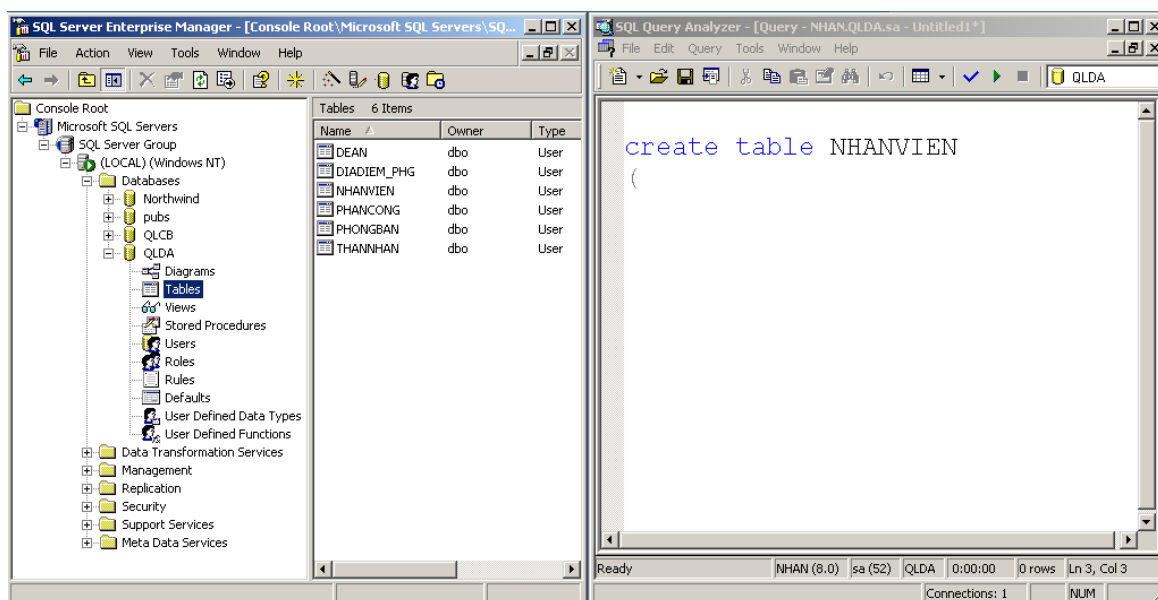 SQL Server Enterprise Manager - [Console Root\Microsoft SQL Servers\SQ...
File Action View Tools Window Help
Console Root
Microsoft SQL Servers
SQL Server Group
(LOCAL) (Windows NT)
Databases
Northwind
pubs
QLCB
QLDA
Diagrams
Tables
Views
Stored Procedures
Users
Roles
Rules
Defaults
User Defined Data Types
User Defined Functions
Data Transformation Services
Management
Replication
Security
Support Services
Meta Data Services
Tables 6 Items
Name Owner Type
DEAN dbo User
DIADIEM_PHG dbo User
NHANVIEN dbo User
PHANCONG dbo User
PHONGBAN dbo User
THANNHAN dbo User
SQL Query Analyzer - [Query - NHAN.QLDA.sa - Untitled1*]
File Edit Query Tools Window Help
QLDA
create table NHANVIEN
(
Ready NHAN (8.0) sa (52) QLDA 0:00:00 0 rows Ln 3, Col 3
Connections: 1 NUM